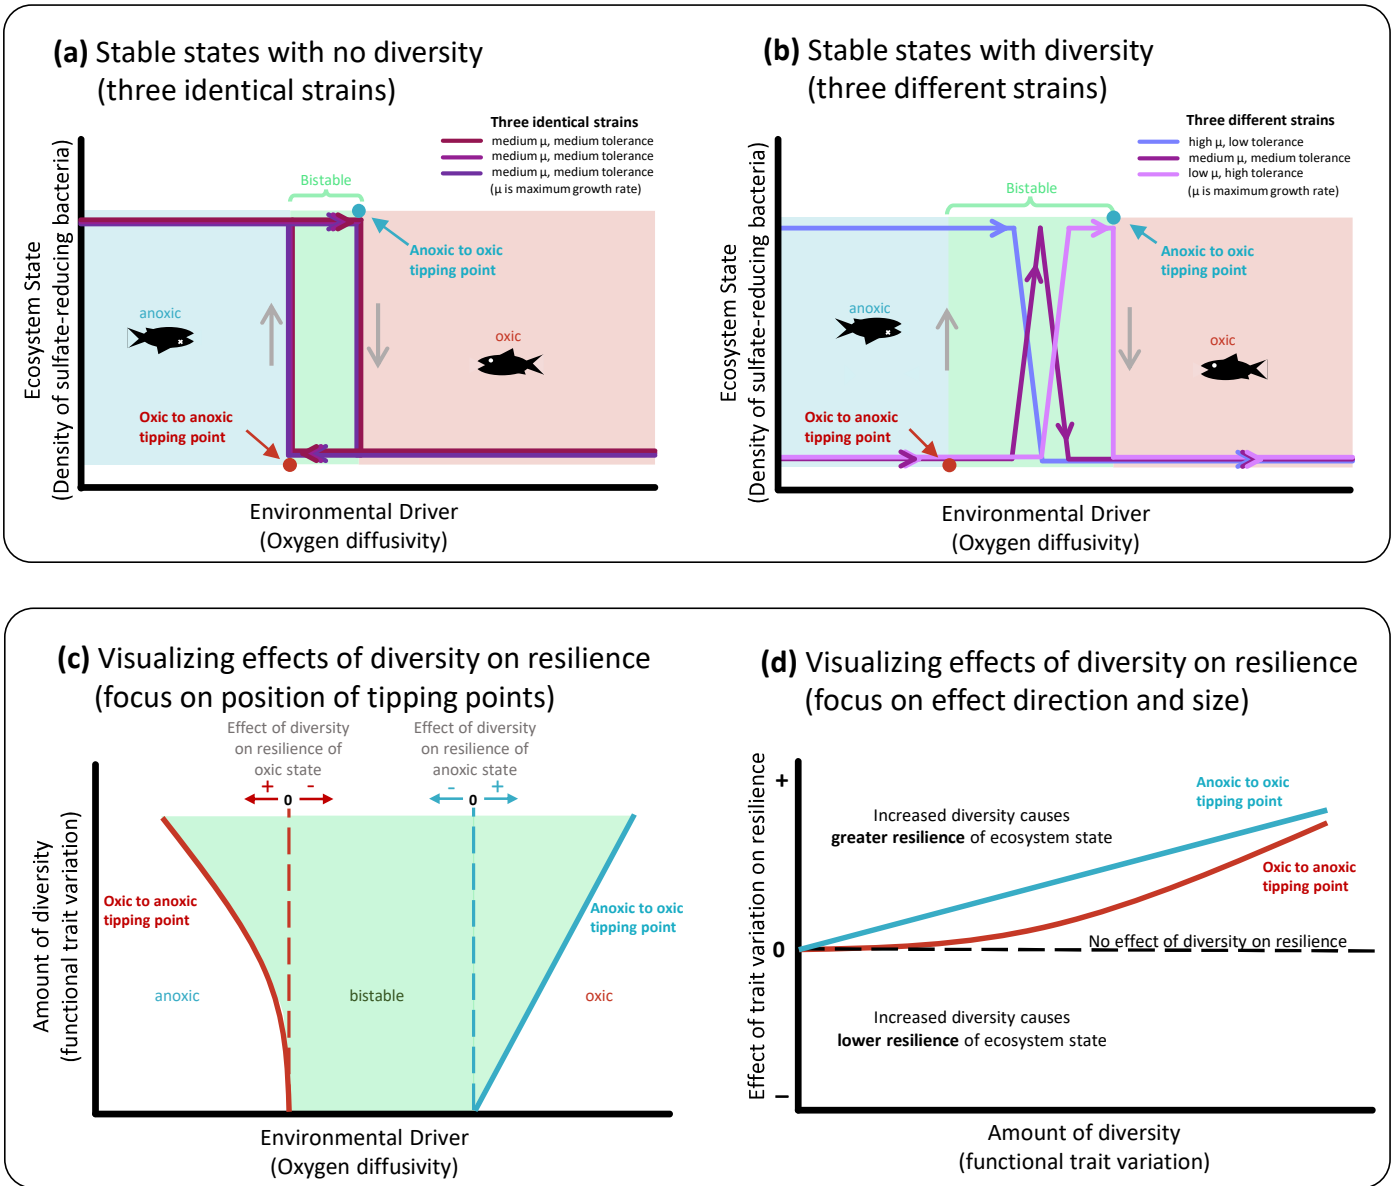 (a) Stable states with no diversity
(three identical strains)
Three identical strains
medium μ, medium tolerance
medium μ, medium tolerance
medium μ, medium tolerance
(μ is maximum growth rate)
Bistable
Anoxic to oxic
tipping point
anoxic
oxic
Oxic to anoxic
tipping point
Ecosystem State
(Density of sulfate-reducing bacteria)
Environmental Driver
(Oxygen diffusivity)
(b) Stable states with diversity
(three different strains)
Three different strains
high μ, low tolerance
medium μ, medium tolerance
low μ, high tolerance
(μ is maximum growth rate)
Bistable
Anoxic to oxic
tipping point
anoxic
oxic
Oxic to anoxic
tipping point
Ecosystem State
(Density of sulfate-reducing bacteria)
Environmental Driver
(Oxygen diffusivity)
(c) Visualizing effects of diversity on resilience
(focus on position of tipping points)
Effect of diversity
on resilience of
oxic state
+ -
0
Effect of diversity
on resilience of
anoxic state
- +
0
Oxic to anoxic
tipping point
Anoxic to oxic
tipping point
anoxic
bistable
oxic
Amount of diversity
(functional trait variation)
Environmental Driver
(Oxygen diffusivity)
(d) Visualizing effects of diversity on resilience
(focus on effect direction and size)
+
Anoxic to oxic
tipping point
Increased diversity causes
greater resilience of ecosystem state
Oxic to anoxic
tipping point
No effect of diversity on resilience
0
Increased diversity causes
lower resilience of ecosystem state
–
Effect of trait variation on resilience
Amount of diversity
(functional trait variation)